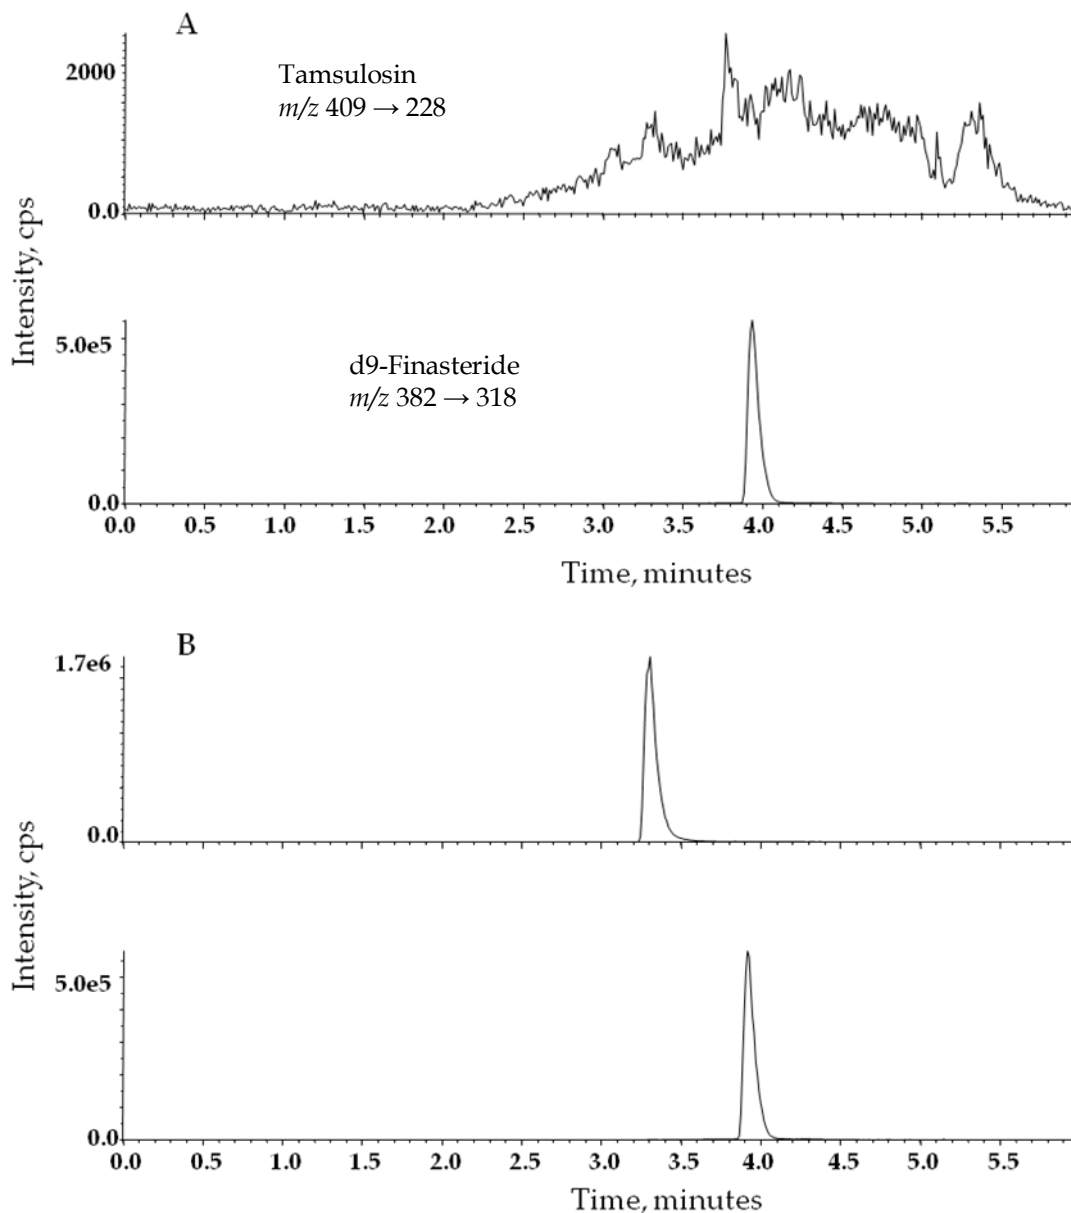 A
2000
Tamsulosin
m/z 409 → 228
0.0
Intensity, cps
5.0e5
d9-Finasteride
m/z 382 → 318
0.0
0.0 0.5 1.0 1.5 2.0 2.5 3.0 3.5 4.0 4.5 5.0 5.5
Time, minutes
B
1.7e6
0.0
Intensity, cps
5.0e5
0.0
0.0 0.5 1.0 1.5 2.0 2.5 3.0 3.5 4.0 4.5 5.0 5.5
Time, minutes